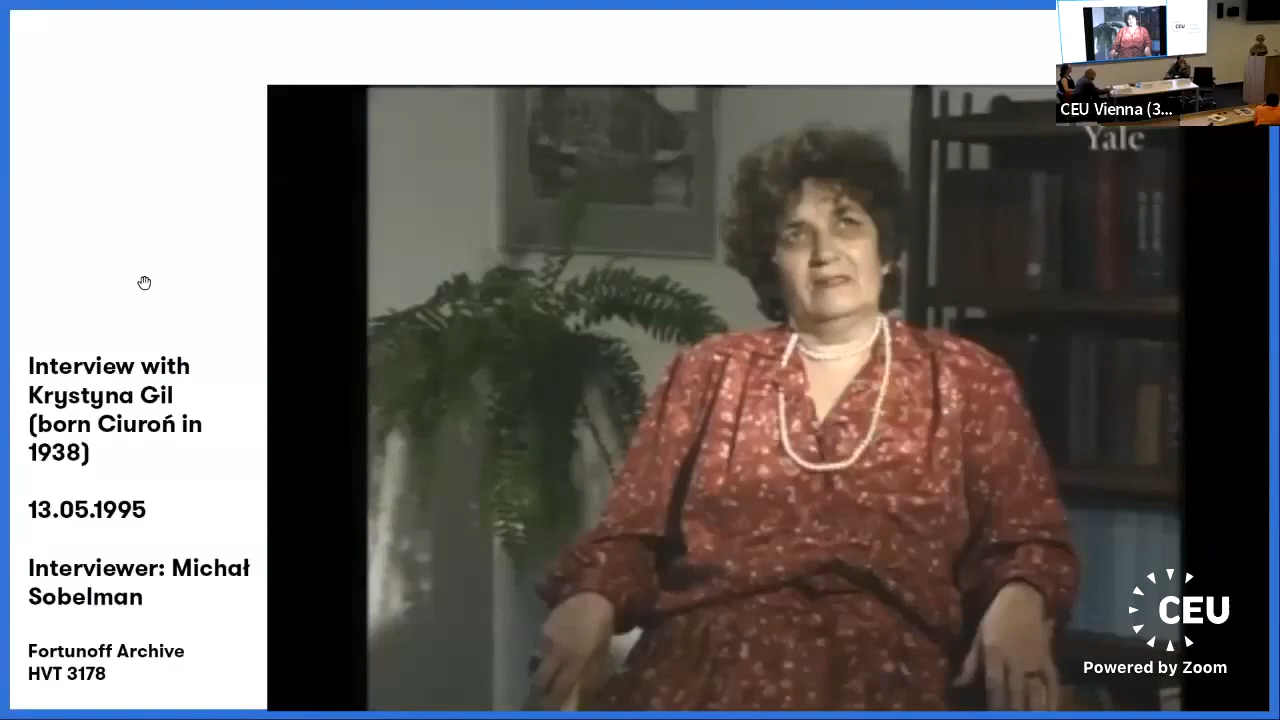 Interview with
Krystyna Gil
(born Ciuroń in
1938)
13.05.1995
Interviewer: Michał
Sobelman
Fortunoff Archive
HVT 3178
Yale
CEU
CEU Vienna (3...
CEU
Powered by Zoom